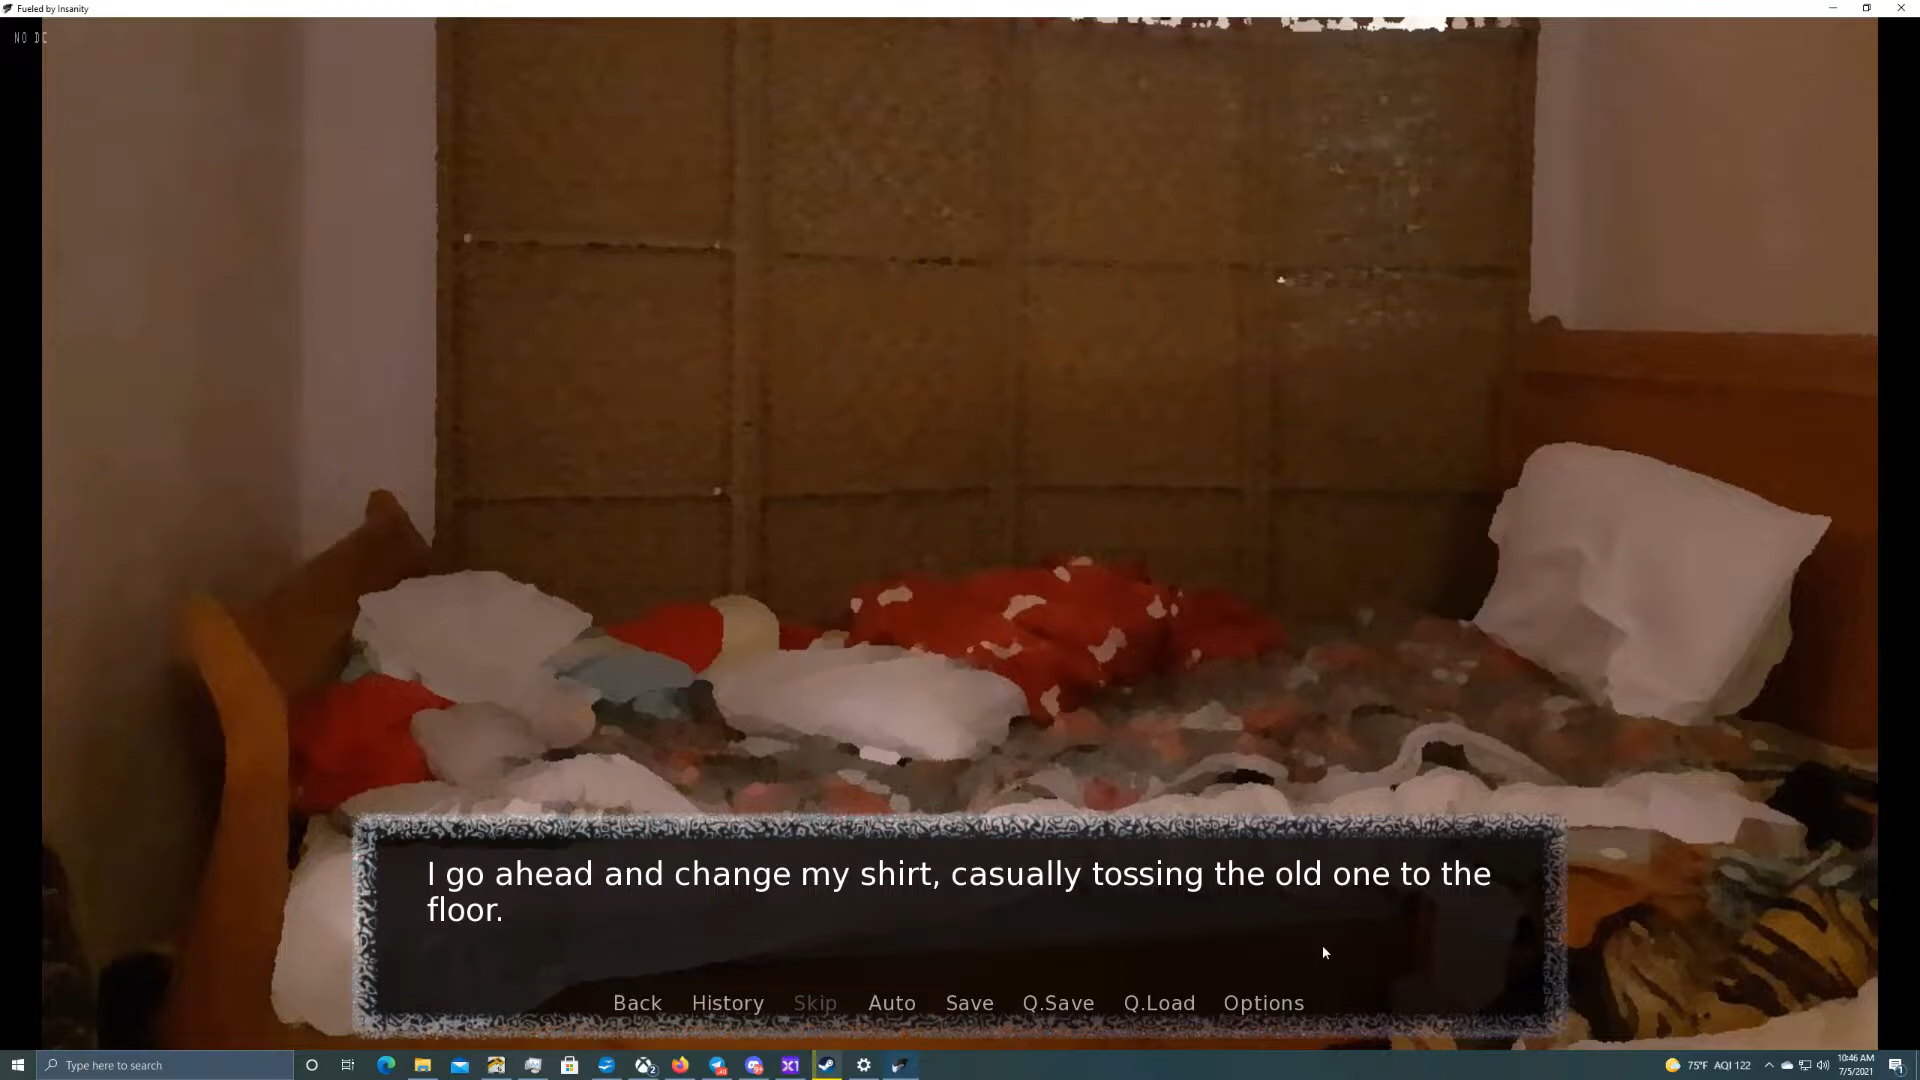 Fueled by Insanity
NO DC
I go ahead and change my shirt, casually tossing the old one to the
floor.
Back History Skip Auto Save Q.Save Q.Load Options
Type here to search
75°F AQI 122
10:46 AM
7/5/2021